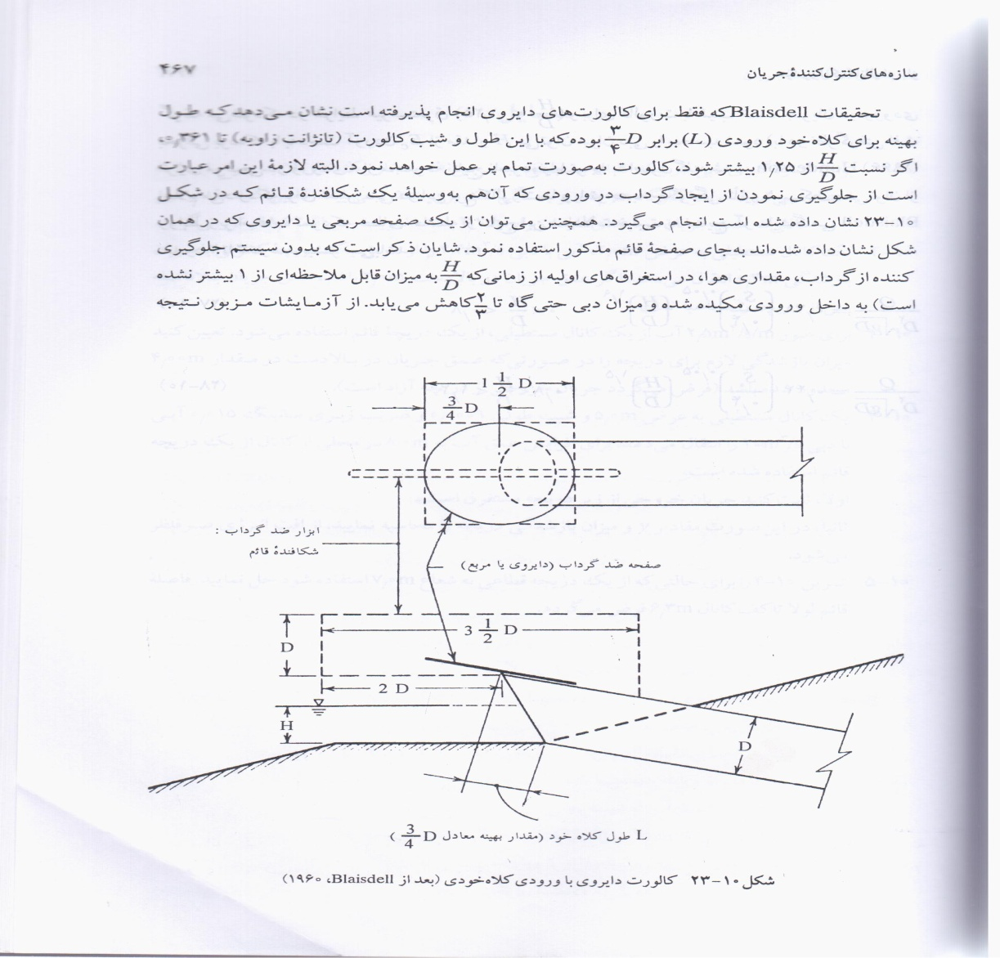 سازه‌های کنترل‌کنندهٔ جریان
۴۶۷
تحقیقات Blaisdell که فقط برای کالورت‌های دایروی انجام پذیرفته است نشان می‌دهد که طول
بهینه برای کلاه‌خود ورودی (L) برابر ۳/۴ D بوده که با این طول و شیب کالورت (تانژانت زاویه) تا ۰٫۳۶۱،
اگر نسبت H/D از ۱٫۲۵ بیشتر شود، کالورت به‌صورت تمام پر عمل خواهد نمود. البته لازمهٔ این امر عبارت
است از جلوگیری نمودن از ایجاد گرداب در ورودی که آن‌هم به‌وسیلهٔ یک شکافندهٔ قائم که در شکل
۱۰-۲۳ نشان داده شده است انجام می‌گیرد. همچنین می‌توان از یک صفحه مربعی یا دایروی که در همان
شکل نشان داده شده‌اند به‌جای صفحهٔ قائم مذکور استفاده نمود. شایان ذکر است که بدون سیستم جلوگیری
کننده از گرداب، مقداری هوا، در استغراق‌های اولیه از زمانی‌که H/D به میزان قابل ملاحظه‌ای از ۱ بیشتر نشده
است) به داخل ورودی مکیده شده و میزان دبی حتی گاه تا ۲/۳ کاهش می‌یابد. از آزمایشات مزبور نتیجه
1 1/2 D
3/4 D
ابزار ضد گرداب :
شکافندهٔ قائم
صفحه ضد گرداب (دایروی یا مربع)
3 1/2 D
D
2 D
H
D
L طول کلاه خود (مقدار بهینه معادل 3/4 D)
شکل ۱۰-۲۳ کالورت دایروی با ورودی کلاه‌خودی (بعد از Blaisdell، ۱۹۶۰)